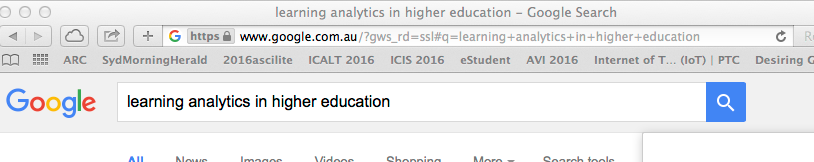 learning analytics in higher education – Google Search
https www.google.com.au/?gws_rd=ssl#q=learning+analytics+in+higher+education Re
ARC SydMorningHerald 2016ascilite ICALT 2016 ICIS 2016 eStudent AVI 2016 Internet of T… (IoT) | PTC Desiring G
Google learning analytics in higher education
All News Images Videos Shopping More Search tools